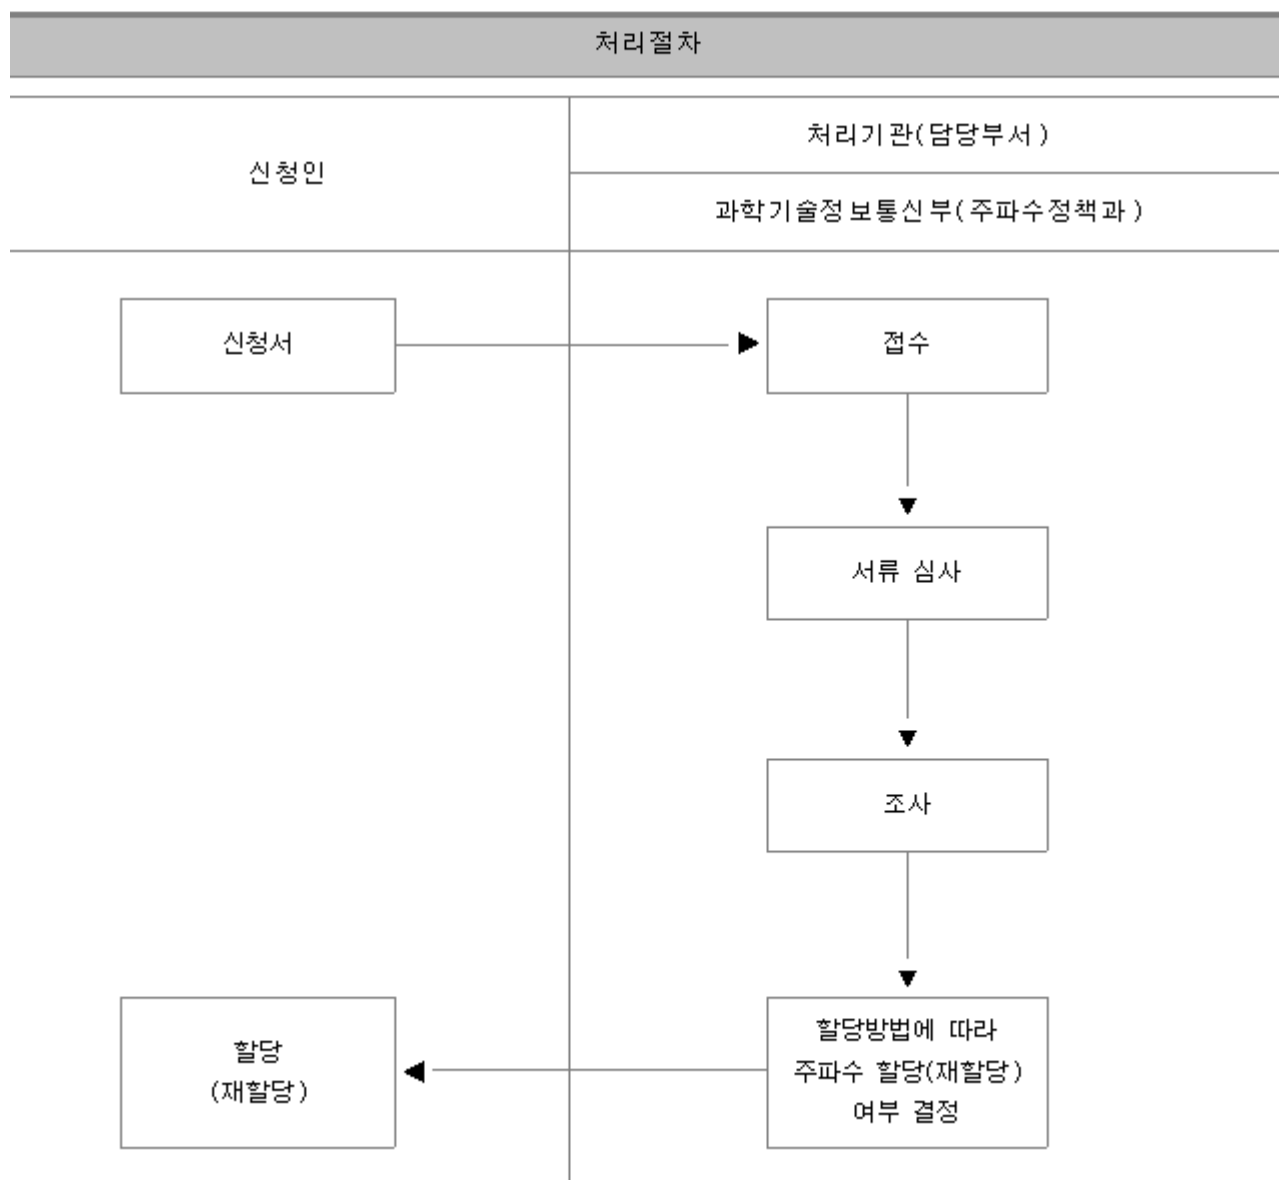 처리절차
신청인
처리기관(담당부서)
과학기술정보통신부(주파수정책과)
신청서
접수
서류 심사
조사
할당방법에 따라
주파수 할당(재할당)
여부 결정
할당
(재할당)